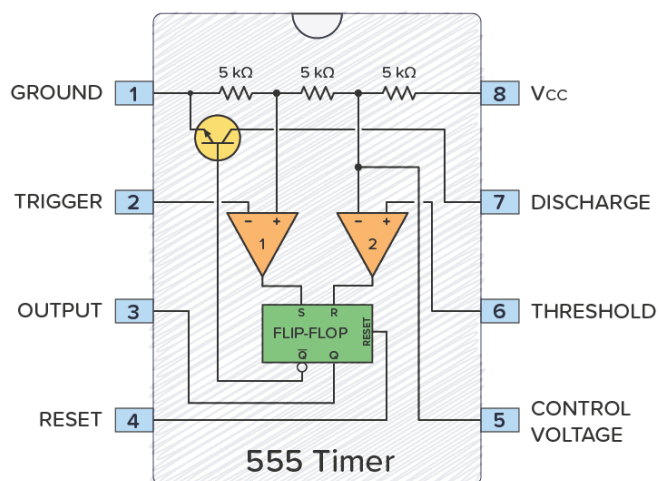 5 kΩ 5 kΩ 5 kΩ
GROUND 1
8 Vcc
TRIGGER 2
7 DISCHARGE
- + - +
1 2
OUTPUT 3
6 THRESHOLD
S R
FLIP-FLOP
RESET
Q̅ Q
RESET 4
5 CONTROL
VOLTAGE
555 Timer